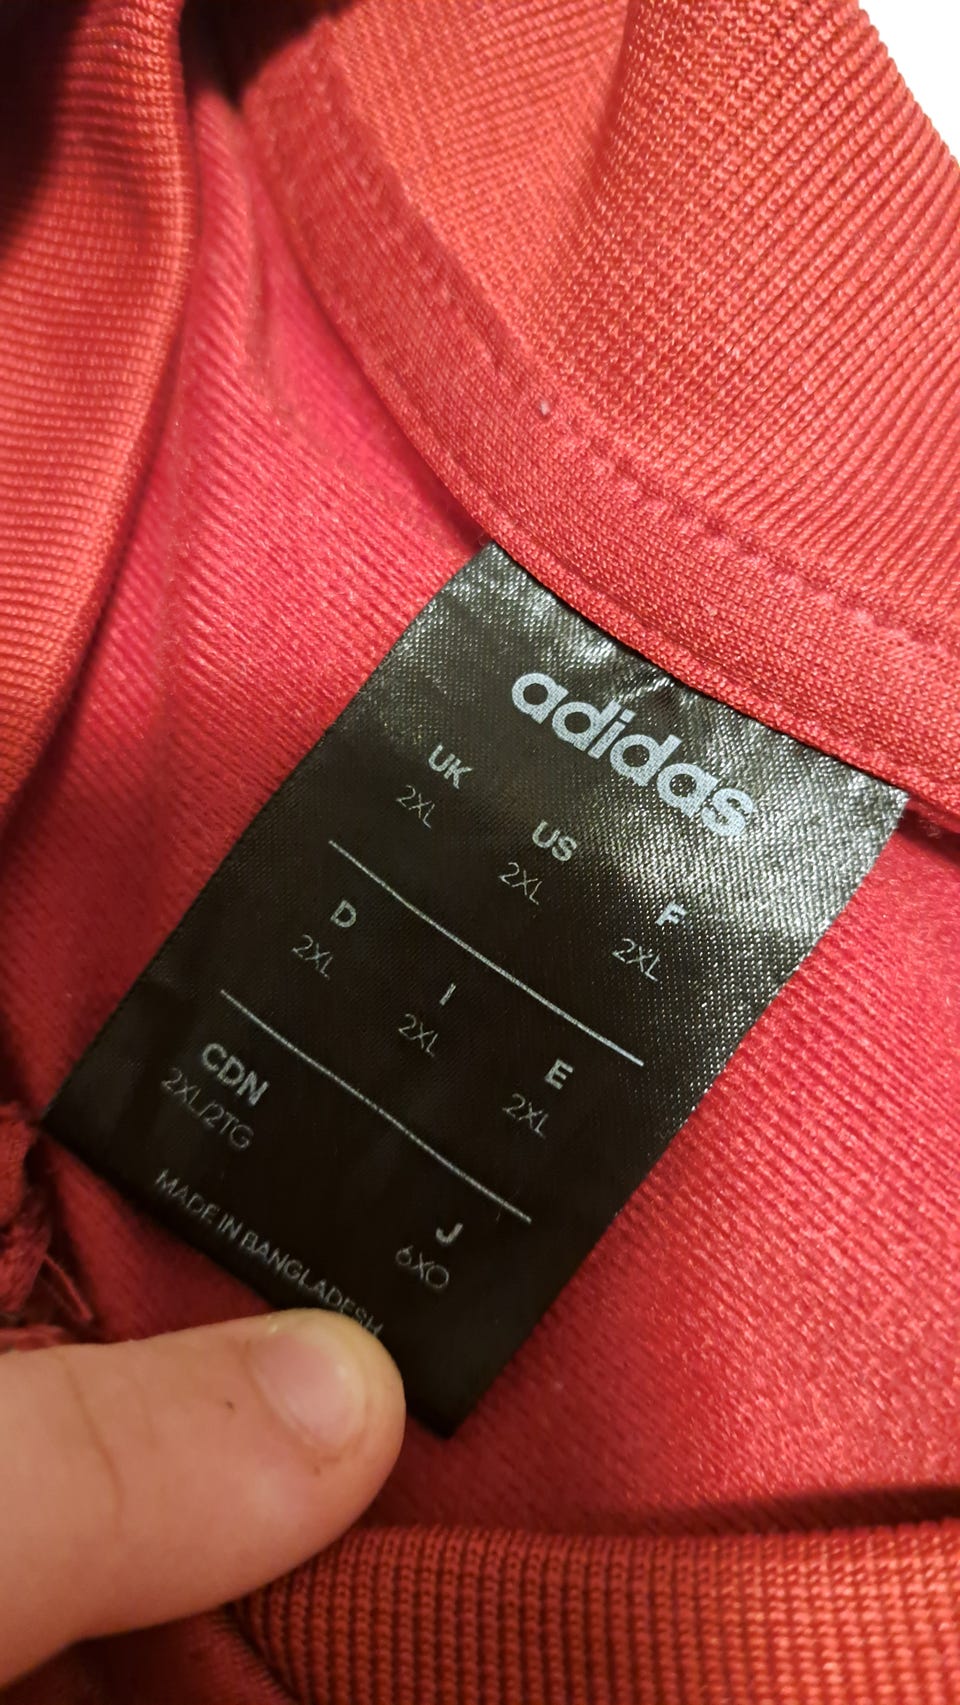 adidas
UK US F
2XL 2XL 2XL
D I E
2XL 2XL 2XL
CDN J
2XL/2TG 6XO
MADE IN BANGLADESH